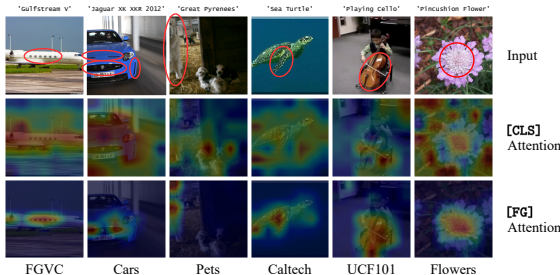 'Gulfstream V' 'Jaguar XK XKR 2012' 'Great Pyrenees' 'Sea Turtle' 'Playing Cello' 'Pincushion Flower'
Input
[CLS]
Attention
[FG]
Attention
FGVC Cars Pets Caltech UCF101 Flowers